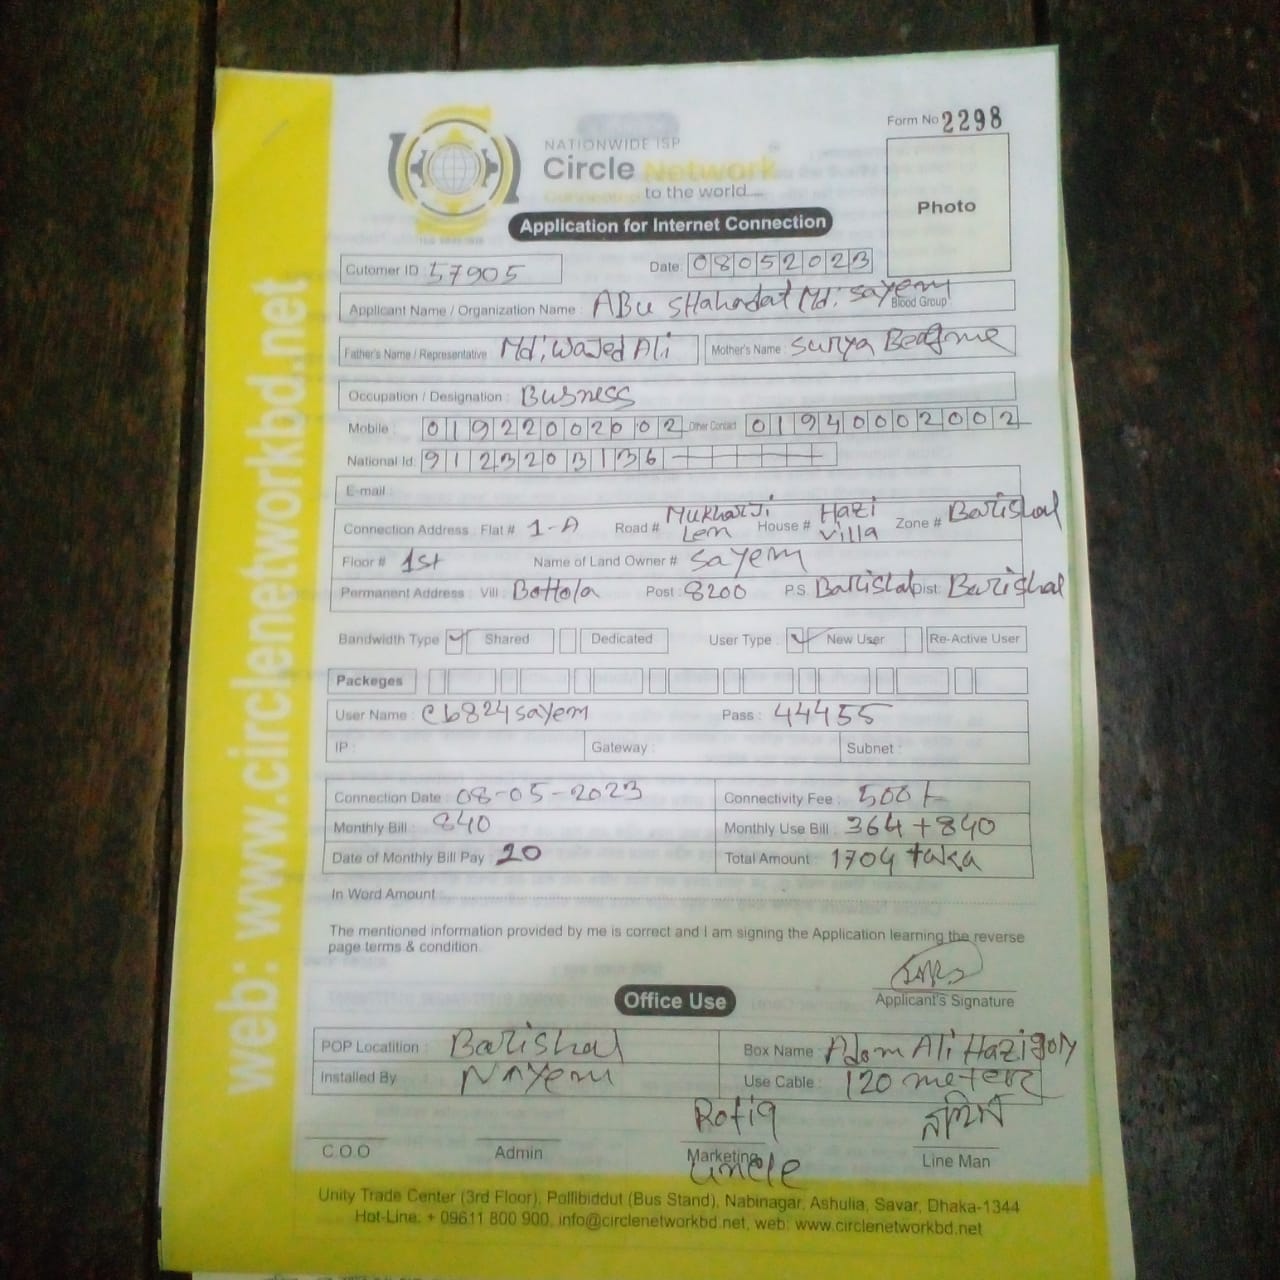 Form No 2298
NATIONWIDE ISP
Circle Network
to the world....
Photo
Application for Internet Connection
Cutomer ID : 57905 Date: 08052023
Applicant Name / Organization Name : ABu SHahadat Md. Sayem Blood Group
Father's Name / Representative Md. Wajed Ali Mother's Name : Surya Beagme
Occupation / Designation : Busness
Mobile : 01922002002 Other Contact 01940002002
National Id: 9123203136
E-mail
Connection Address : Flat # 1-A Road # Mukharji Len House # Hazi Villa Zone # Barishal
Floor # 1st Name of Land Owner # Sayem
Permanent Address : Vill : Bottola Post : 8200 P.S. Barishal Dist: Barishal
Bandwidth Type Shared Dedicated User Type : New User Re-Active User
Packeges
User Name : cb824sayem Pass : 44455
IP : Gateway : Subnet :
Connection Date : 08-05-2023 Connectivity Fee : 500/-
Monthly Bill : 840 Monthly Use Bill : 364+840
Date of Monthly Bill Pay : 20 Total Amount : 1704 taka
In Word Amount
The mentioned information provided by me is correct and I am signing the Application learning the reverse
page terms & condition.
Applicant's Signature
Office Use
POP Localition : Barishal Box Name : Adom Ali Hazi goly
Installed By Nayem Use Cable : 120 meter
Rofiq
C.O.O Admin Marketing Line Man
uncle
Unity Trade Center (3rd Floor), Pollibiddut (Bus Stand), Nabinagar, Ashulia, Savar, Dhaka-1344
Hot-Line: + 09611 800 900, info@circlenetworkbd.net, web: www.circlenetworkbd.net
web: www.circlenetworkbd.net